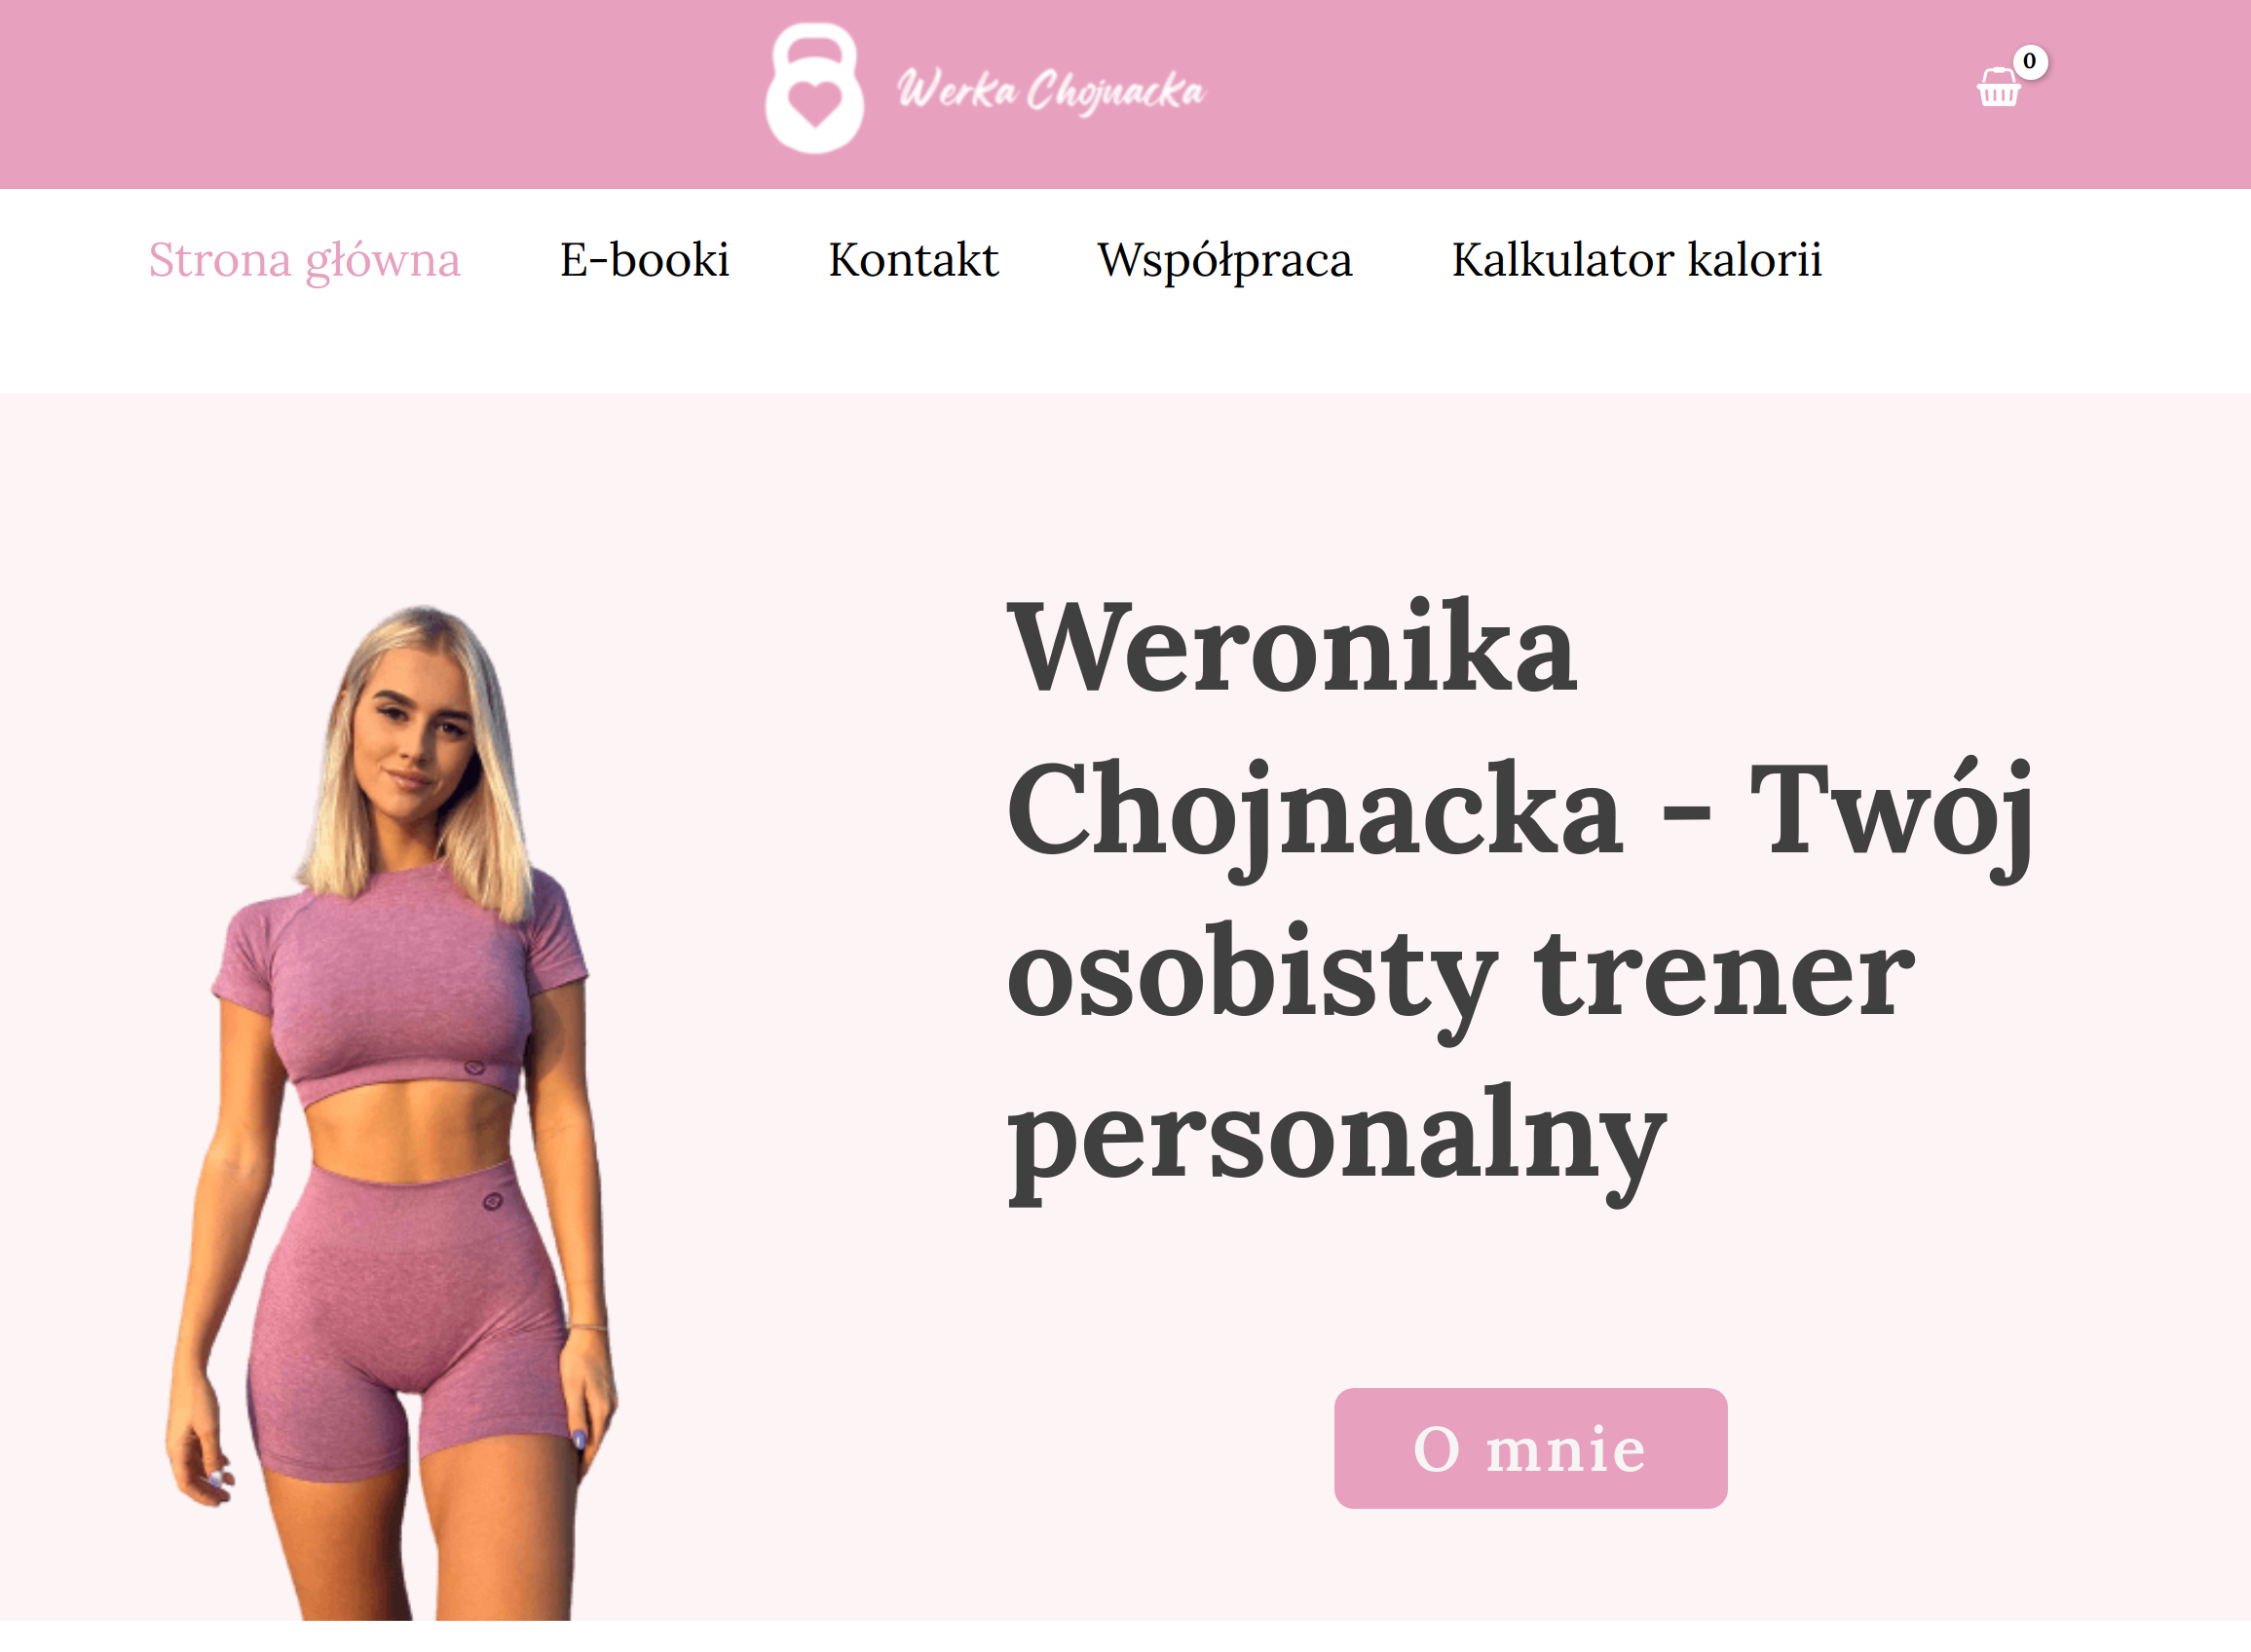 Werka Chojnacka
0
Strona główna
E-booki
Kontakt
Współpraca
Kalkulator kalorii
Weronika
Chojnacka - Twój
osobisty trener
personalny
O mnie